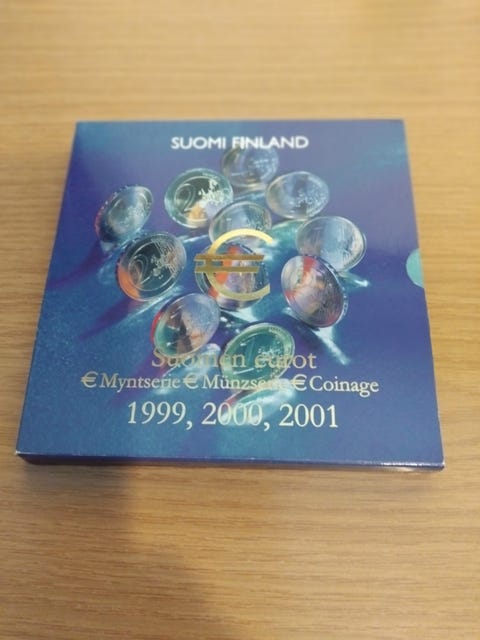 SUOMI FINLAND
€
Suomen eurot
€ Myntserie € Münzserie € Coinage
1999, 2000, 2001